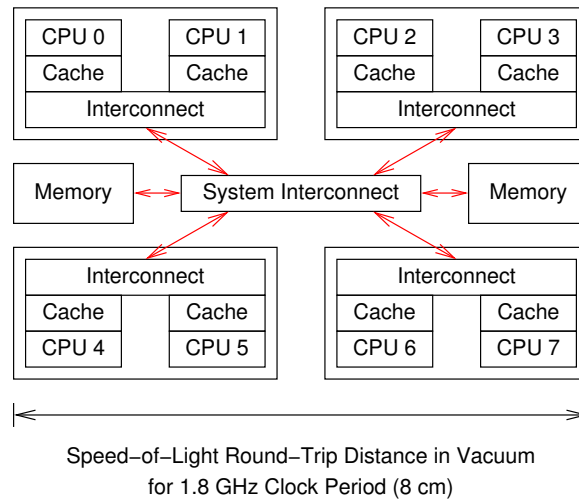 CPU 0 CPU 1 CPU 2 CPU 3
Cache Cache Cache Cache
Interconnect Interconnect
Memory System Interconnect Memory
Interconnect Interconnect
Cache Cache Cache Cache
CPU 4 CPU 5 CPU 6 CPU 7
Speed−of−Light Round−Trip Distance in Vacuum
for 1.8 GHz Clock Period (8 cm)